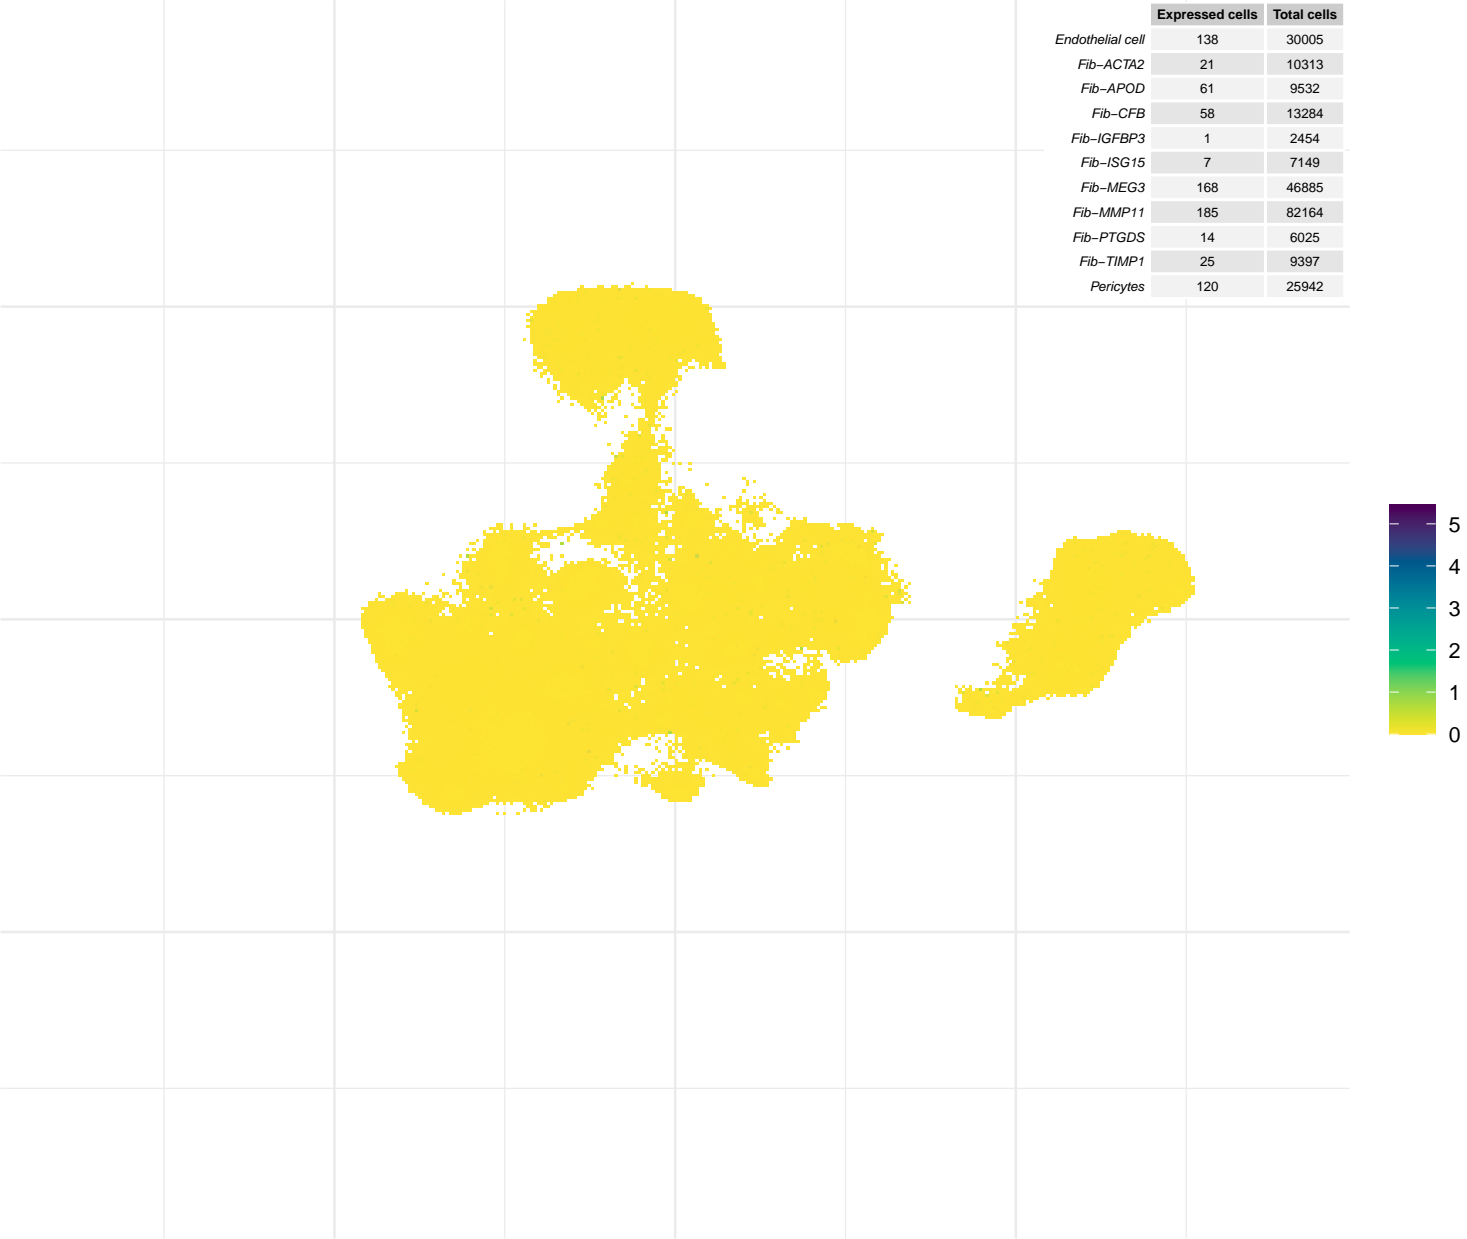 Expressed cells Total cells
Endothelial cell 138 30005
Fib−ACTA2 21 10313
Fib−APOD 61 9532
Fib−CFB 58 13284
Fib−IGFBP3 1 2454
Fib−ISG15 7 7149
Fib−MEG3 168 46885
Fib−MMP11 185 82164
Fib−PTGDS 14 6025
Fib−TIMP1 25 9397
Pericytes 120 25942
5
4
3
2
1
0